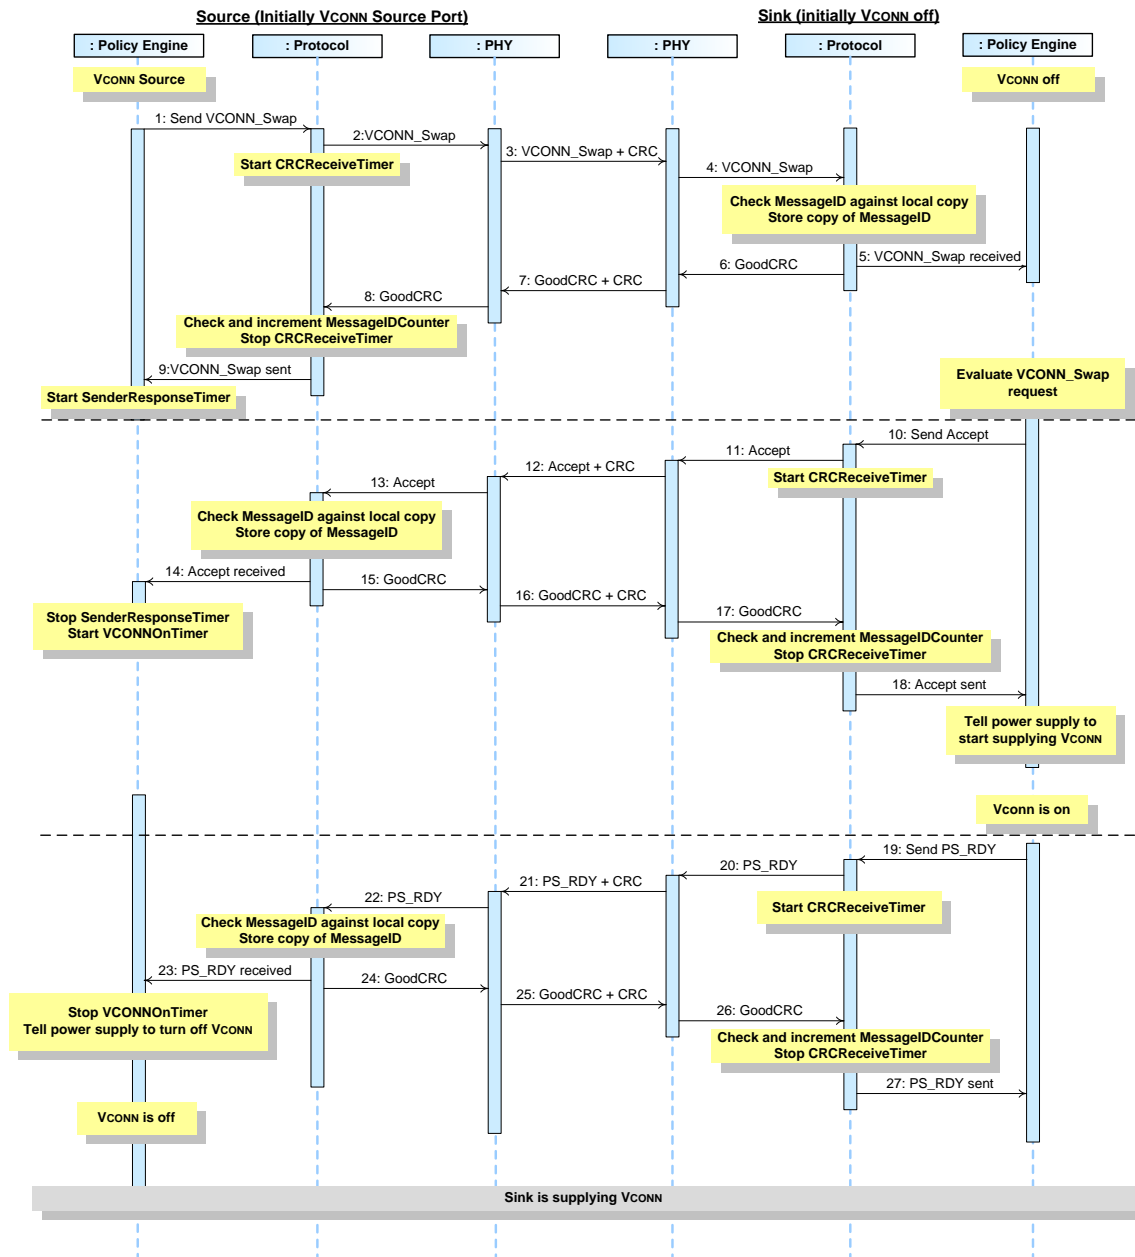 Source (Initially VCONN Source Port)
Sink (initially VCONN off)
: Policy Engine
: Protocol
: PHY
: PHY
: Protocol
: Policy Engine
VCONN Source
VCONN off
1: Send VCONN_Swap
2:VCONN_Swap
Start CRCReceiveTimer
3: VCONN_Swap + CRC
4: VCONN_Swap
Check MessageID against local copy
Store copy of MessageID
5: VCONN_Swap received
6: GoodCRC
7: GoodCRC + CRC
8: GoodCRC
Check and increment MessageIDCounter
Stop CRCReceiveTimer
9:VCONN_Swap sent
Start SenderResponseTimer
Evaluate VCONN_Swap
request
10: Send Accept
11: Accept
Start CRCReceiveTimer
12: Accept + CRC
13: Accept
Check MessageID against local copy
Store copy of MessageID
14: Accept received
15: GoodCRC
Stop SenderResponseTimer
Start VCONNOnTimer
16: GoodCRC + CRC
17: GoodCRC
Check and increment MessageIDCounter
Stop CRCReceiveTimer
18: Accept sent
Tell power supply to
start supplying VCONN
Vconn is on
19: Send PS_RDY
20: PS_RDY
Start CRCReceiveTimer
21: PS_RDY + CRC
22: PS_RDY
Check MessageID against local copy
Store copy of MessageID
23: PS_RDY received
24: GoodCRC
Stop VCONNOnTimer
Tell power supply to turn off VCONN
25: GoodCRC + CRC
26: GoodCRC
Check and increment MessageIDCounter
Stop CRCReceiveTimer
27: PS_RDY sent
VCONN is off
Sink is supplying VCONN